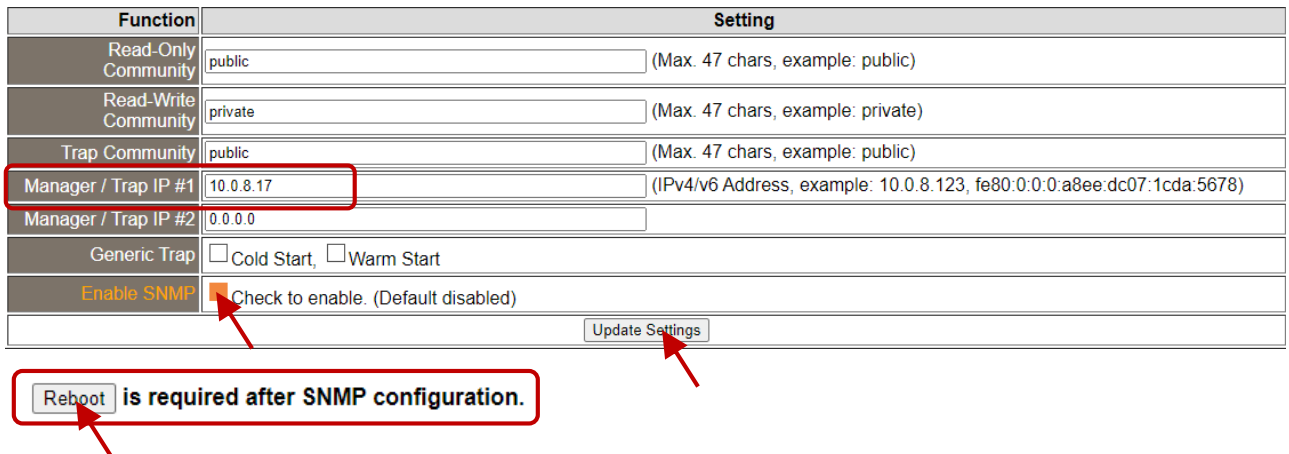 Function Setting
Read-Only Community public (Max. 47 chars, example: public)
Read-Write Community private (Max. 47 chars, example: private)
Trap Community public (Max. 47 chars, example: public)
Manager / Trap IP #1 10.0.8.17 (IPv4/v6 Address, example: 10.0.8.123, fe80:0:0:0:a8ee:dc07:1cda:5678)
Manager / Trap IP #2 0.0.0.0
Generic Trap Cold Start, Warm Start
Enable SNMP Check to enable. (Default disabled)
Update Settings
Reboot is required after SNMP configuration.